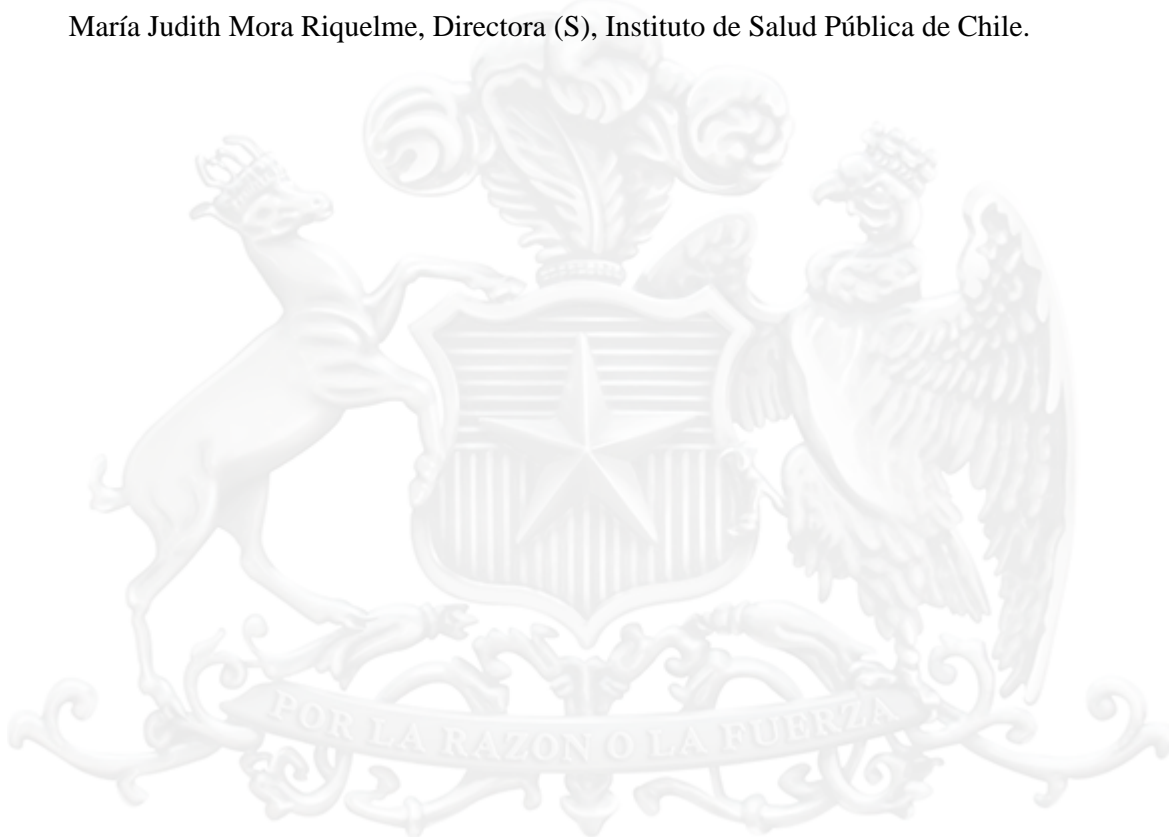 María Judith Mora Riquelme, Directora (S), Instituto de Salud Pública de Chile.
POR LA RAZON O LA FUERZA